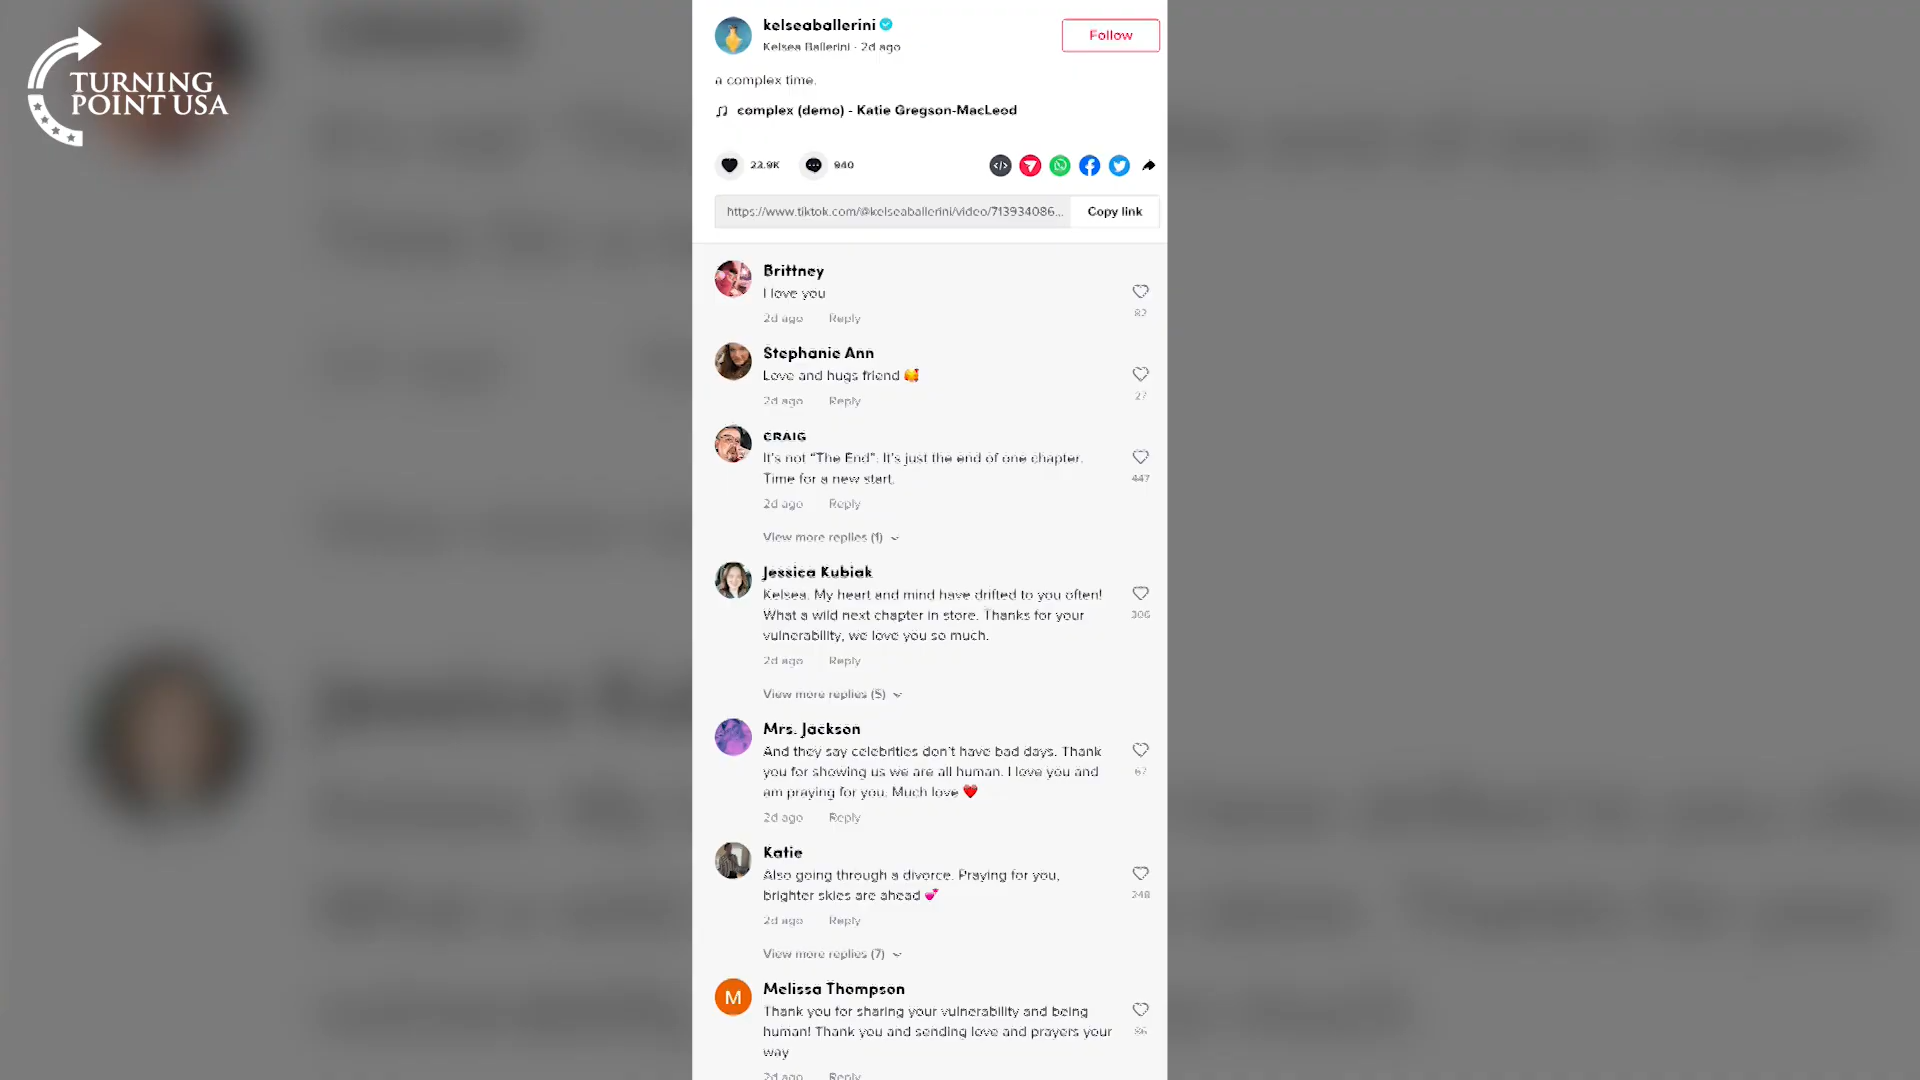 TURNING
POINT USA
kelseaballerini
Kelsea Ballerini · 2d ago
Follow
a complex time.
complex (demo) - Katie Gregson-MacLeod
23.9K
940
https://www.tiktok.com/@kelseaballerini/video/713934086...
Copy link
Brittney
I love you
82
2d ago Reply
Stephanie Ann
Love and hugs friend 🥰
27
2d ago Reply
CRAIG
It's not "The End". It's just the end of one chapter.
Time for a new start.
447
2d ago Reply
View more replies (1)
Jessica Kubiak
Kelsea. My heart and mind have drifted to you often!
What a wild next chapter in store. Thanks for your
306
vulnerability, we love you so much.
2d ago Reply
View more replies (5)
Mrs. Jackson
And they say celebrities don't have bad days. Thank
you for showing us we are all human. I love you and
67
am praying for you. Much love ❤️
2d ago Reply
Katie
Also going through a divorce. Praying for you,
brighter skies are ahead 💞
248
2d ago Reply
View more replies (7)
M
Melissa Thompson
Thank you for sharing your vulnerability and being
human! Thank you and sending love and prayers your
way
2d ago Reply